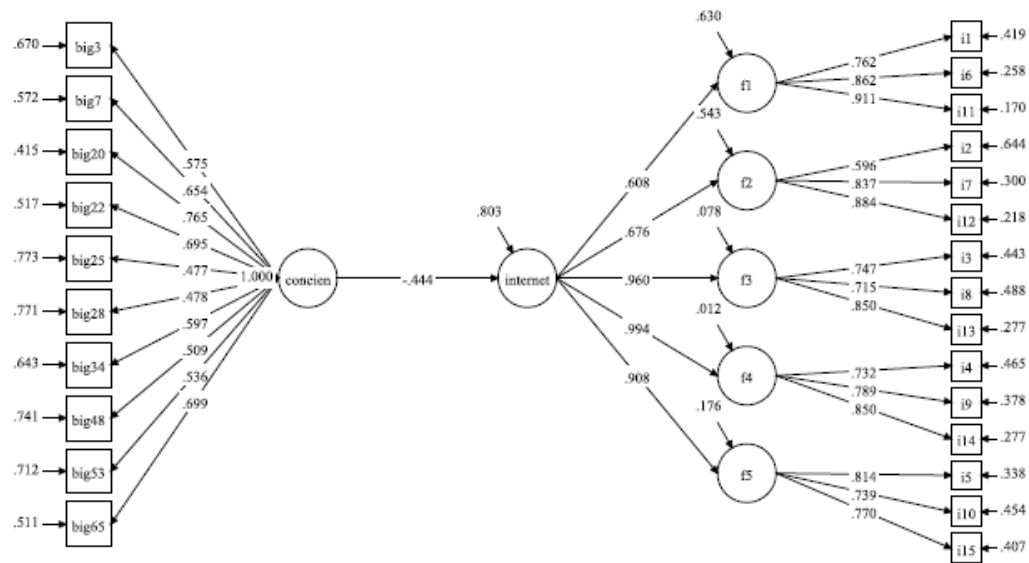 .670 big3
.572 big7
.415 big20
.517 big22
.773 big25
.771 big28
.643 big34
.741 big48
.712 big53
.511 big65
.575
.654
.765
.695
.477
.478
.597
.509
.536
.699
1.000 concien
-.444
.803
internet
.608
.676
.960
.994
.908
.630
f1
.543
f2
.078
f3
.012
f4
.176
f5
.762 i1 .419
.862 i6 .258
.911 i11 .170
.596 i2 .644
.837 i7 .300
.884 i12 .218
.747 i3 .443
.715 i8 .488
.850 i13 .277
.732 i4 .465
.789 i9 .378
.850 i14 .277
.814 i5 .338
.739 i10 .454
.770 i15 .407